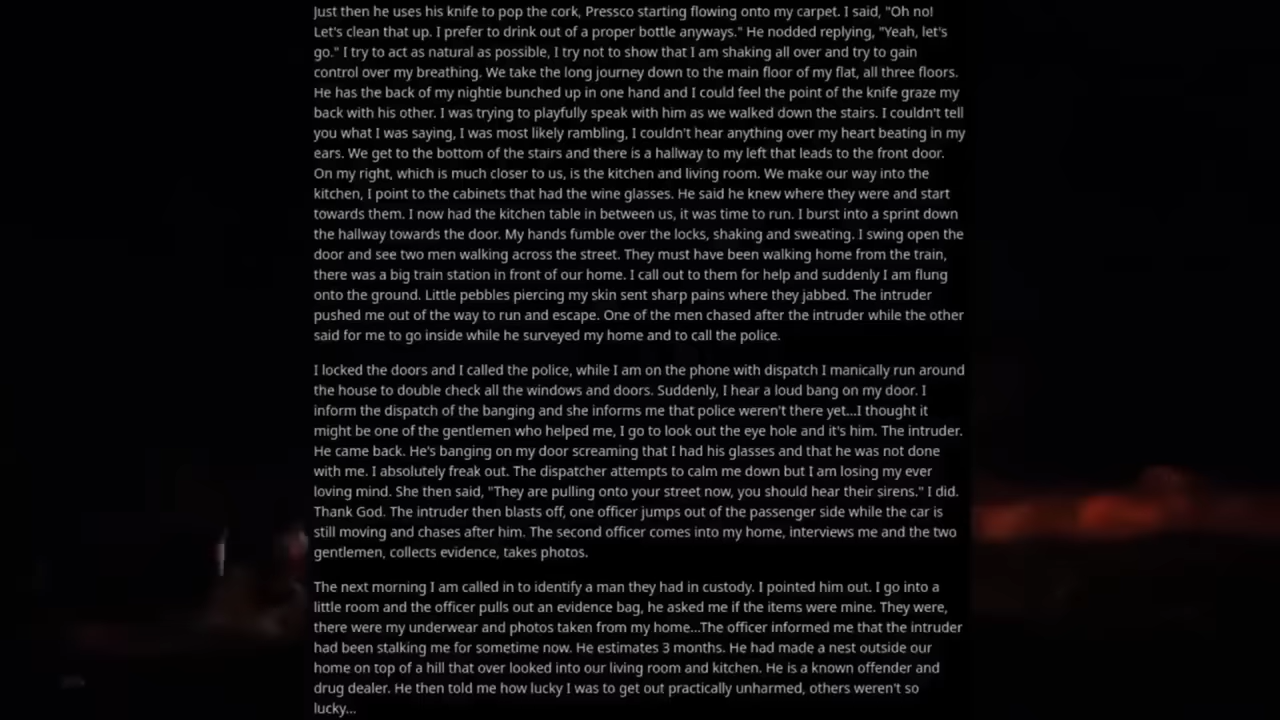 Just then he uses his knife to pop the cork, Pressco starting flowing onto my carpet. I said, "Oh no!
Let's clean that up. I prefer to drink out of a proper bottle anyways." He nodded replying, "Yeah, let's
go." I try to act as natural as possible, I try not to show that I am shaking all over and try to gain
control over my breathing. We take the long journey down to the main floor of my flat, all three floors.
He has the back of my nightie bunched up in one hand and I could feel the point of the knife graze my
back with his other. I was trying to playfully speak with him as we walked down the stairs. I couldn't tell
you what I was saying, I was most likely rambling, I couldn't hear anything over my heart beating in my
ears. We get to the bottom of the stairs and there is a hallway to my left that leads to the front door.
On my right, which is much closer to us, is the kitchen and living room. We make our way into the
kitchen, I point to the cabinets that had the wine glasses. He said he knew where they were and start
towards them. I now had the kitchen table in between us, it was time to run. I burst into a sprint down
the hallway towards the door. My hands fumble over the locks, shaking and sweating. I swing open the
door and see two men walking across the street. They must have been walking home from the train,
there was a big train station in front of our home. I call out to them for help and suddenly I am flung
onto the ground. Little pebbles piercing my skin sent sharp pains where they jabbed. The intruder
pushed me out of the way to run and escape. One of the men chased after the intruder while the other
said for me to go inside while he surveyed my home and to call the police.
I locked the doors and I called the police, while I am on the phone with dispatch I manically run around
the house to double check all the windows and doors. Suddenly, I hear a loud bang on my door. I
inform the dispatch of the banging and she informs me that police weren't there yet...I thought it
might be one of the gentlemen who helped me, I go to look out the eye hole and it's him. The intruder.
He came back. He's banging on my door screaming that I had his glasses and that he was not done
with me. I absolutely freak out. The dispatcher attempts to calm me down but I am losing my ever
loving mind. She then said, "They are pulling onto your street now, you should hear their sirens." I did.
Thank God. The intruder then blasts off, one officer jumps out of the passenger side while the car is
still moving and chases after him. The second officer comes into my home, interviews me and the two
gentlemen, collects evidence, takes photos.
The next morning I am called in to identify a man they had in custody. I pointed him out. I go into a
little room and the officer pulls out an evidence bag, he asked me if the items were mine. They were,
there were my underwear and photos taken from my home...The officer informed me that the intruder
had been stalking me for sometime now. He estimates 3 months. He had made a nest outside our
home on top of a hill that over looked into our living room and kitchen. He is a known offender and
drug dealer. He then told me how lucky I was to get out practically unharmed, others weren't so
lucky...